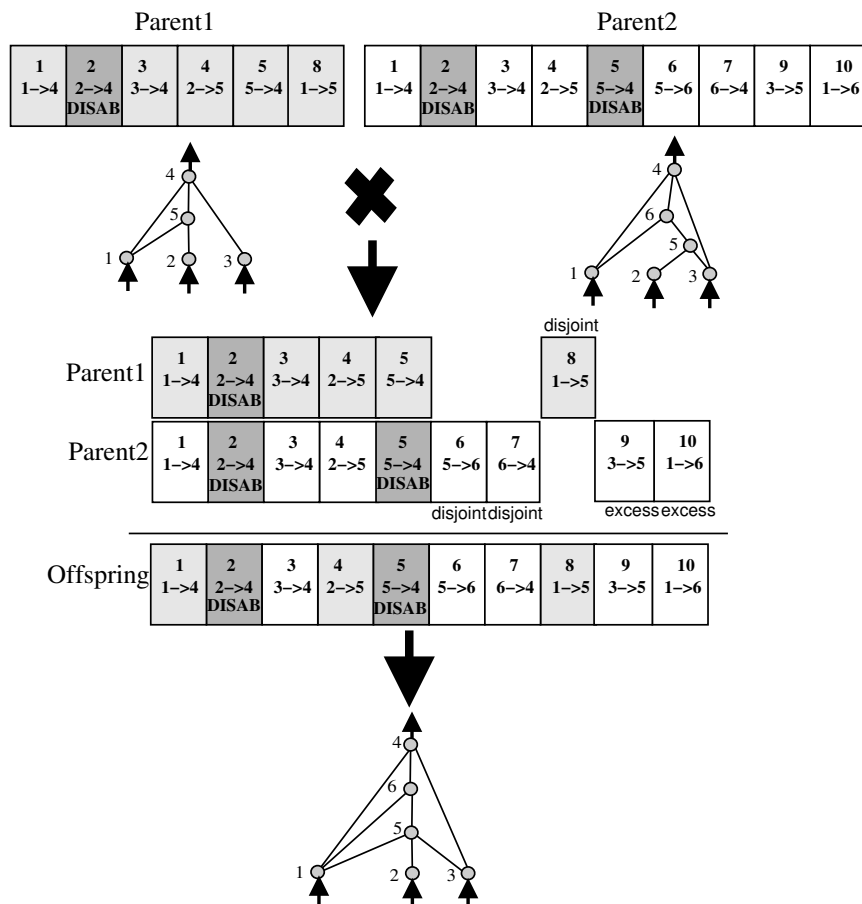 Parent1 Parent2
1 2 3 4 5 8 1 2 3 4 5 6 7 9 10
1->4 2->4 3->4 2->5 5->4 1->5 1->4 2->4 3->4 2->5 5->4 5->6 6->4 3->5 1->6
DISAB DISAB DISAB
4 4
5 6
5
1 2 3 1 2 3
disjoint
Parent1 1 2 3 4 5 8
1->4 2->4 3->4 2->5 5->4 1->5
DISAB
Parent2 1 2 3 4 5 6 7 9 10
1->4 2->4 3->4 2->5 5->4 5->6 6->4 3->5 1->6
DISAB DISAB
disjoint disjoint excess excess
Offspring 1 2 3 4 5 6 7 8 9 10
1->4 2->4 3->4 2->5 5->4 5->6 6->4 1->5 3->5 1->6
DISAB DISAB
4
6
5
1 2 3